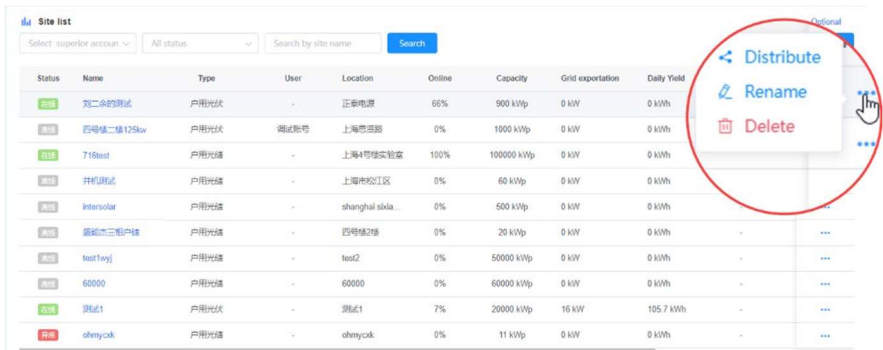 Site list
Optional
Select superior accoun
All status
Search by site name
Search
Distribute
Rename
Delete
Status Name Type User Location Online Capacity Grid exportation Daily Yield
在线 刘二余的测试 户用光伏 - 正泰电源 66% 900 kWp 0 kW 0 kWh
离线 四号楼二楼125kw 户用光伏 调试账号 上海思贤路 0% 1000 kWp 0 kW 0 kWh
在线 716test 户用光储 - 上海4号楼实验室 100% 100000 kWp 0 kW 0 kWh
离线 并机测试 户用光储 - 上海市松江区 0% 60 kWp 0 kW 0 kWh
离线 intersolar 户用光储 - shanghai sixia... 0% 500 kWp 0 kW 0 kWh
离线 户用光储 - 四号楼2楼 0% 20 kWp 0 kW 0 kWh - ...
离线 test1wyj 户用光储 - test2 0% 50000 kWp 0 kW 0 kWh - ...
离线 60000 户用光储 - 60000 0% 60000 kWp 0 kW 0 kWh - ...
在线 测试1 户用光伏 - 测试1 7% 20000 kWp 16 kW 105.7 kWh - ...
异常 ohmycxk 户用光储 - ohmycxk 0% 11 kWp 0 kW 0 kWh - ...